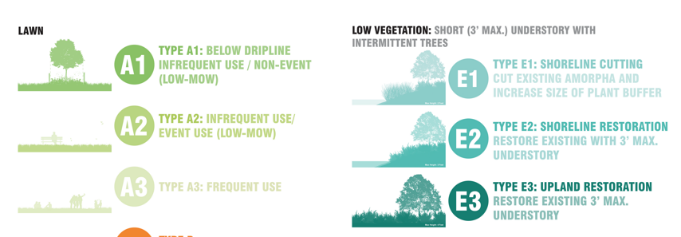 LAWN
A1
TYPE A1: BELOW DRIPLINE
INFREQUENT USE / NON-EVENT
(LOW-MOW)
A2
TYPE A2: INFREQUENT USE/
EVENT USE (LOW-MOW)
A3
TYPE A3: FREQUENT USE
LOW VEGETATION: SHORT (3' MAX.) UNDERSTORY WITH
INTERMITTENT TREES
E1
TYPE E1: SHORELINE CUTTING
CUT EXISTING AMORPHA AND
INCREASE SIZE OF PLANT BUFFER
E2
TYPE E2: SHORELINE RESTORATION
RESTORE EXISTING WITH 3' MAX.
UNDERSTORY
E3
TYPE E3: UPLAND RESTORATION
RESTORE EXISTING 3' MAX.
UNDERSTORY